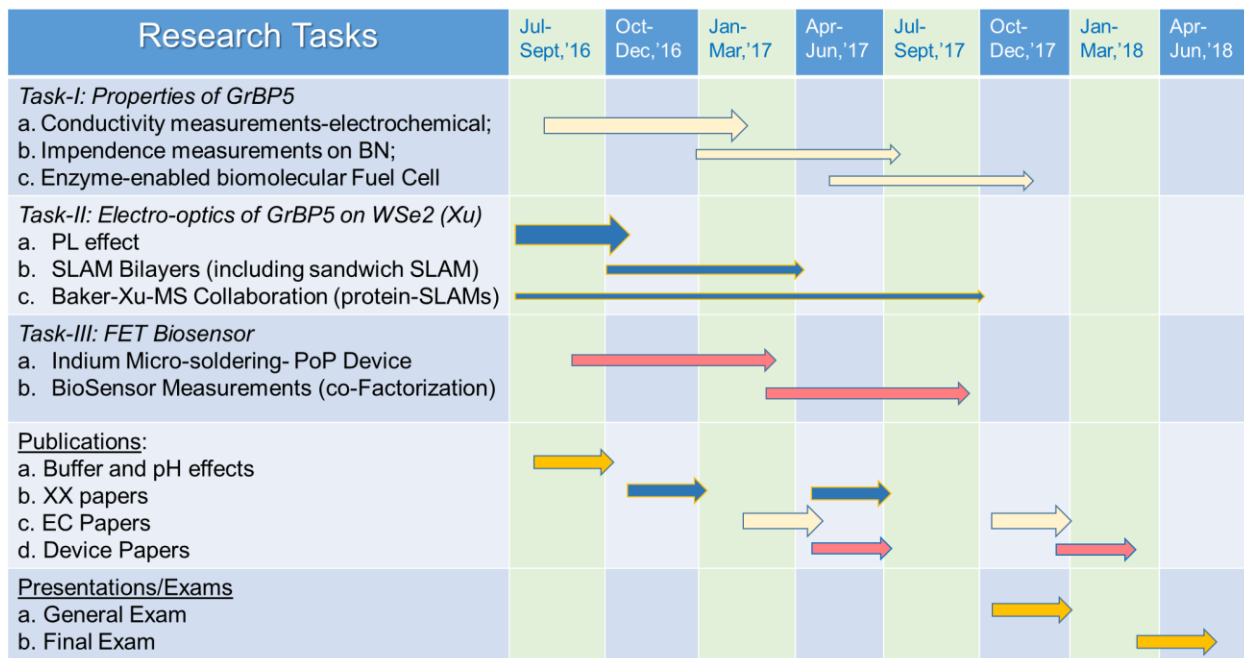 Research Tasks
Jul-
Sept,’16
Oct-
Dec,’16
Jan-
Mar,’17
Apr-
Jun,’17
Jul-
Sept,’17
Oct-
Dec,’17
Jan-
Mar,’18
Apr-
Jun,’18
Task-I: Properties of GrBP5
a. Conductivity measurements-electrochemical;
b. Impendence measurements on BN;
c. Enzyme-enabled biomolecular Fuel Cell
Task-II: Electro-optics of GrBP5 on WSe2 (Xu)
a. PL effect
b. SLAM Bilayers (including sandwich SLAM)
c. Baker-Xu-MS Collaboration (protein-SLAMs)
Task-III: FET Biosensor
a. Indium Micro-soldering- PoP Device
b. BioSensor Measurements (co-Factorization)
Publications:
a. Buffer and pH effects
b. XX papers
c. EC Papers
d. Device Papers
Presentations/Exams
a. General Exam
b. Final Exam